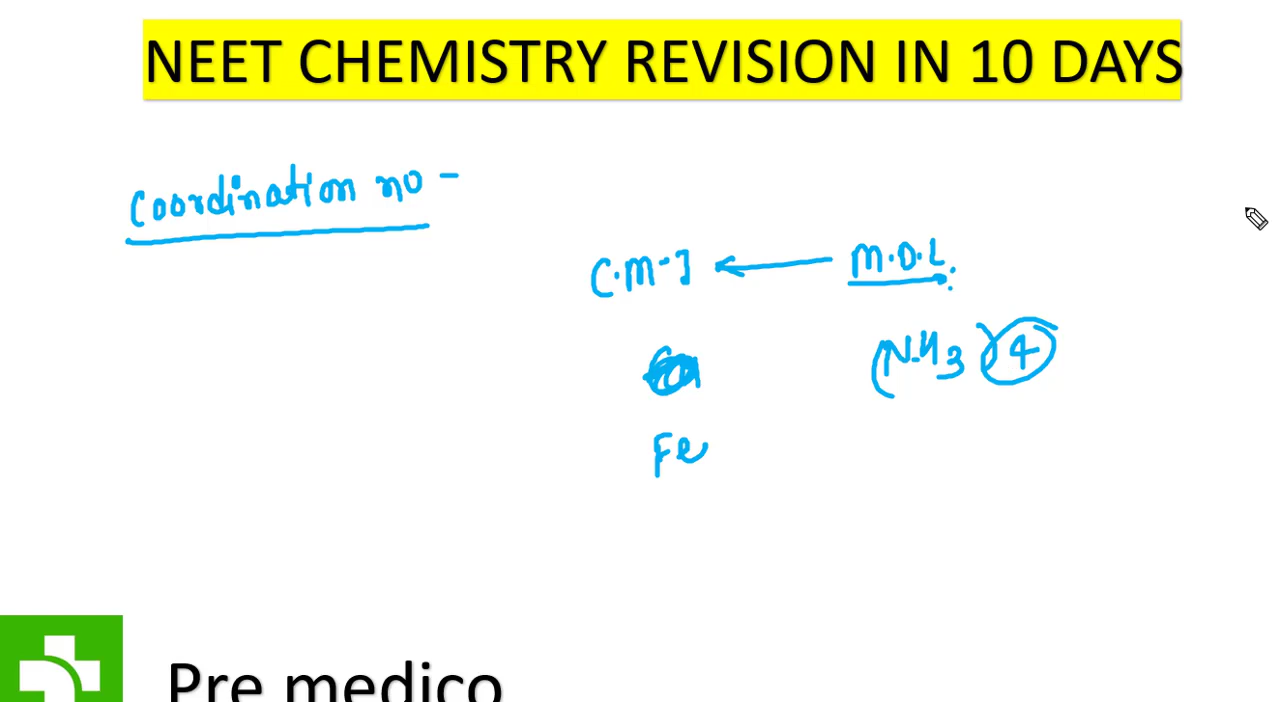 NEET CHEMISTRY REVISION IN 10 DAYS
Coordination no -
[.M-] ← M.D.L.
(NH3)4
Fe
Pre medico